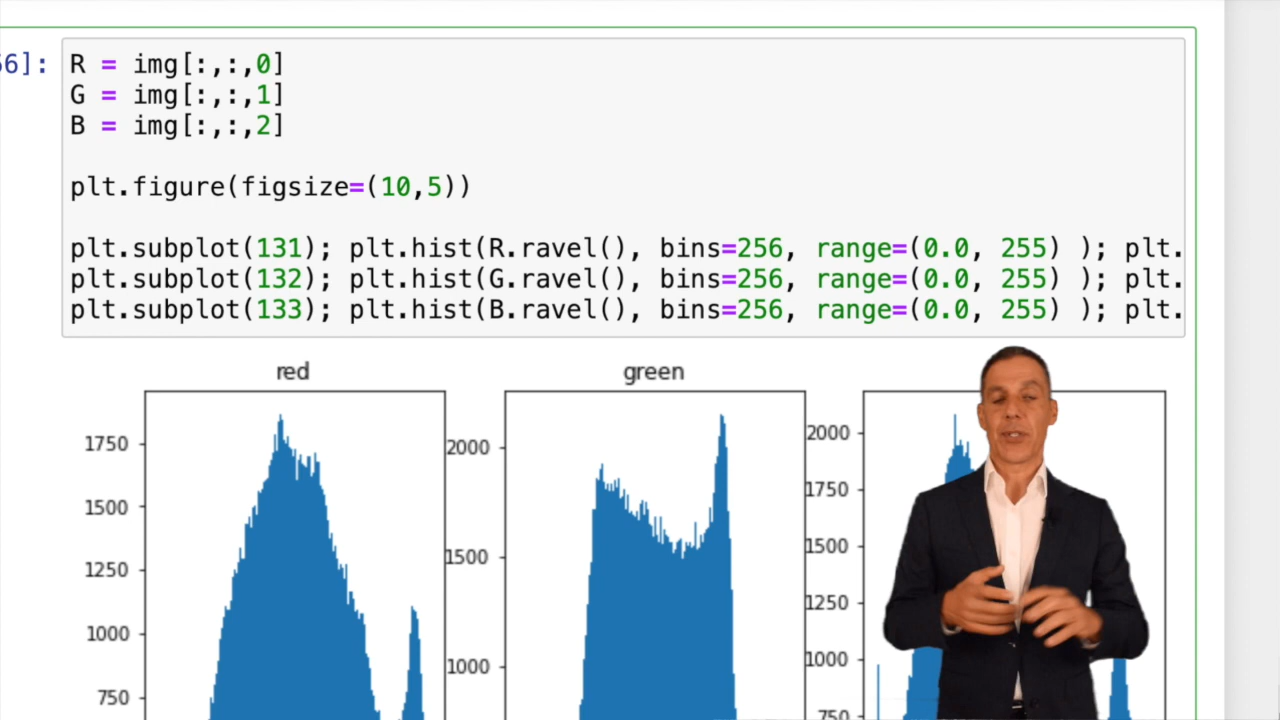 56]: R = img[:,:,0]
G = img[:,:,1]
B = img[:,:,2]
plt.figure(figsize=(10,5))
plt.subplot(131); plt.hist(R.ravel(), bins=256, range=(0.0, 255) ); plt.
plt.subplot(132); plt.hist(G.ravel(), bins=256, range=(0.0, 255) ); plt.
plt.subplot(133); plt.hist(B.ravel(), bins=256, range=(0.0, 255) ); plt.
red
green
1750
1500
1250
1000
750
2000
1500
1000
2000
1750
1500
1250
1000
750